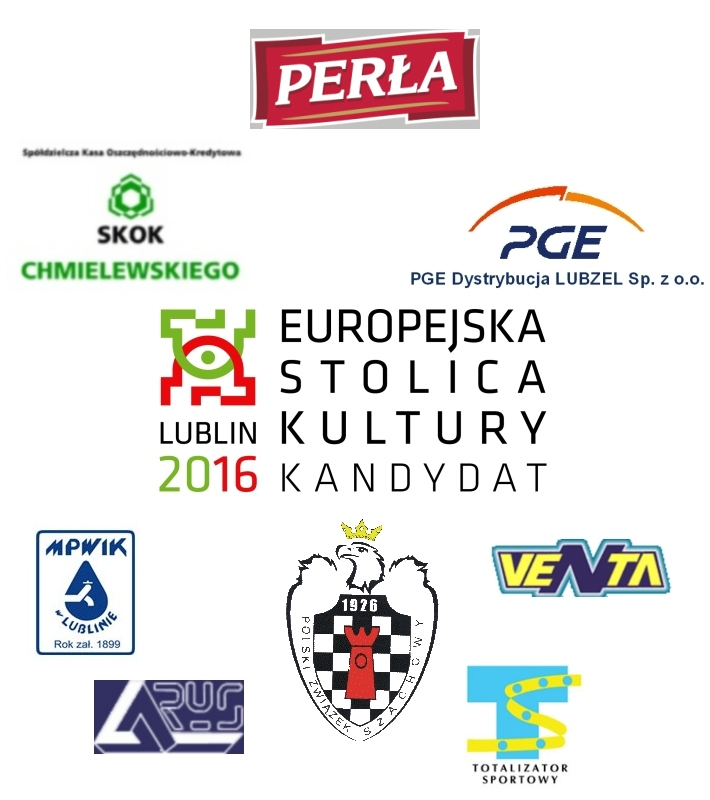 PERŁA
Spółdzielcza Kasa Oszczędnościowo-Kredytowa
SKOK
CHMIELEWSKIEGO
PGE
PGE Dystrybucja LUBZEL Sp. z o.o.
EUROPEJSKA
STOLICA
KULTURY
KANDYDAT
LUBLIN
2016
MPWIK
w LUBLINIE
Rok zał. 1899
1926
POLSKI ZWIĄZEK SZACHOWY
VENTA
ARUS
TS
TOTALIZATOR
SPORTOWY